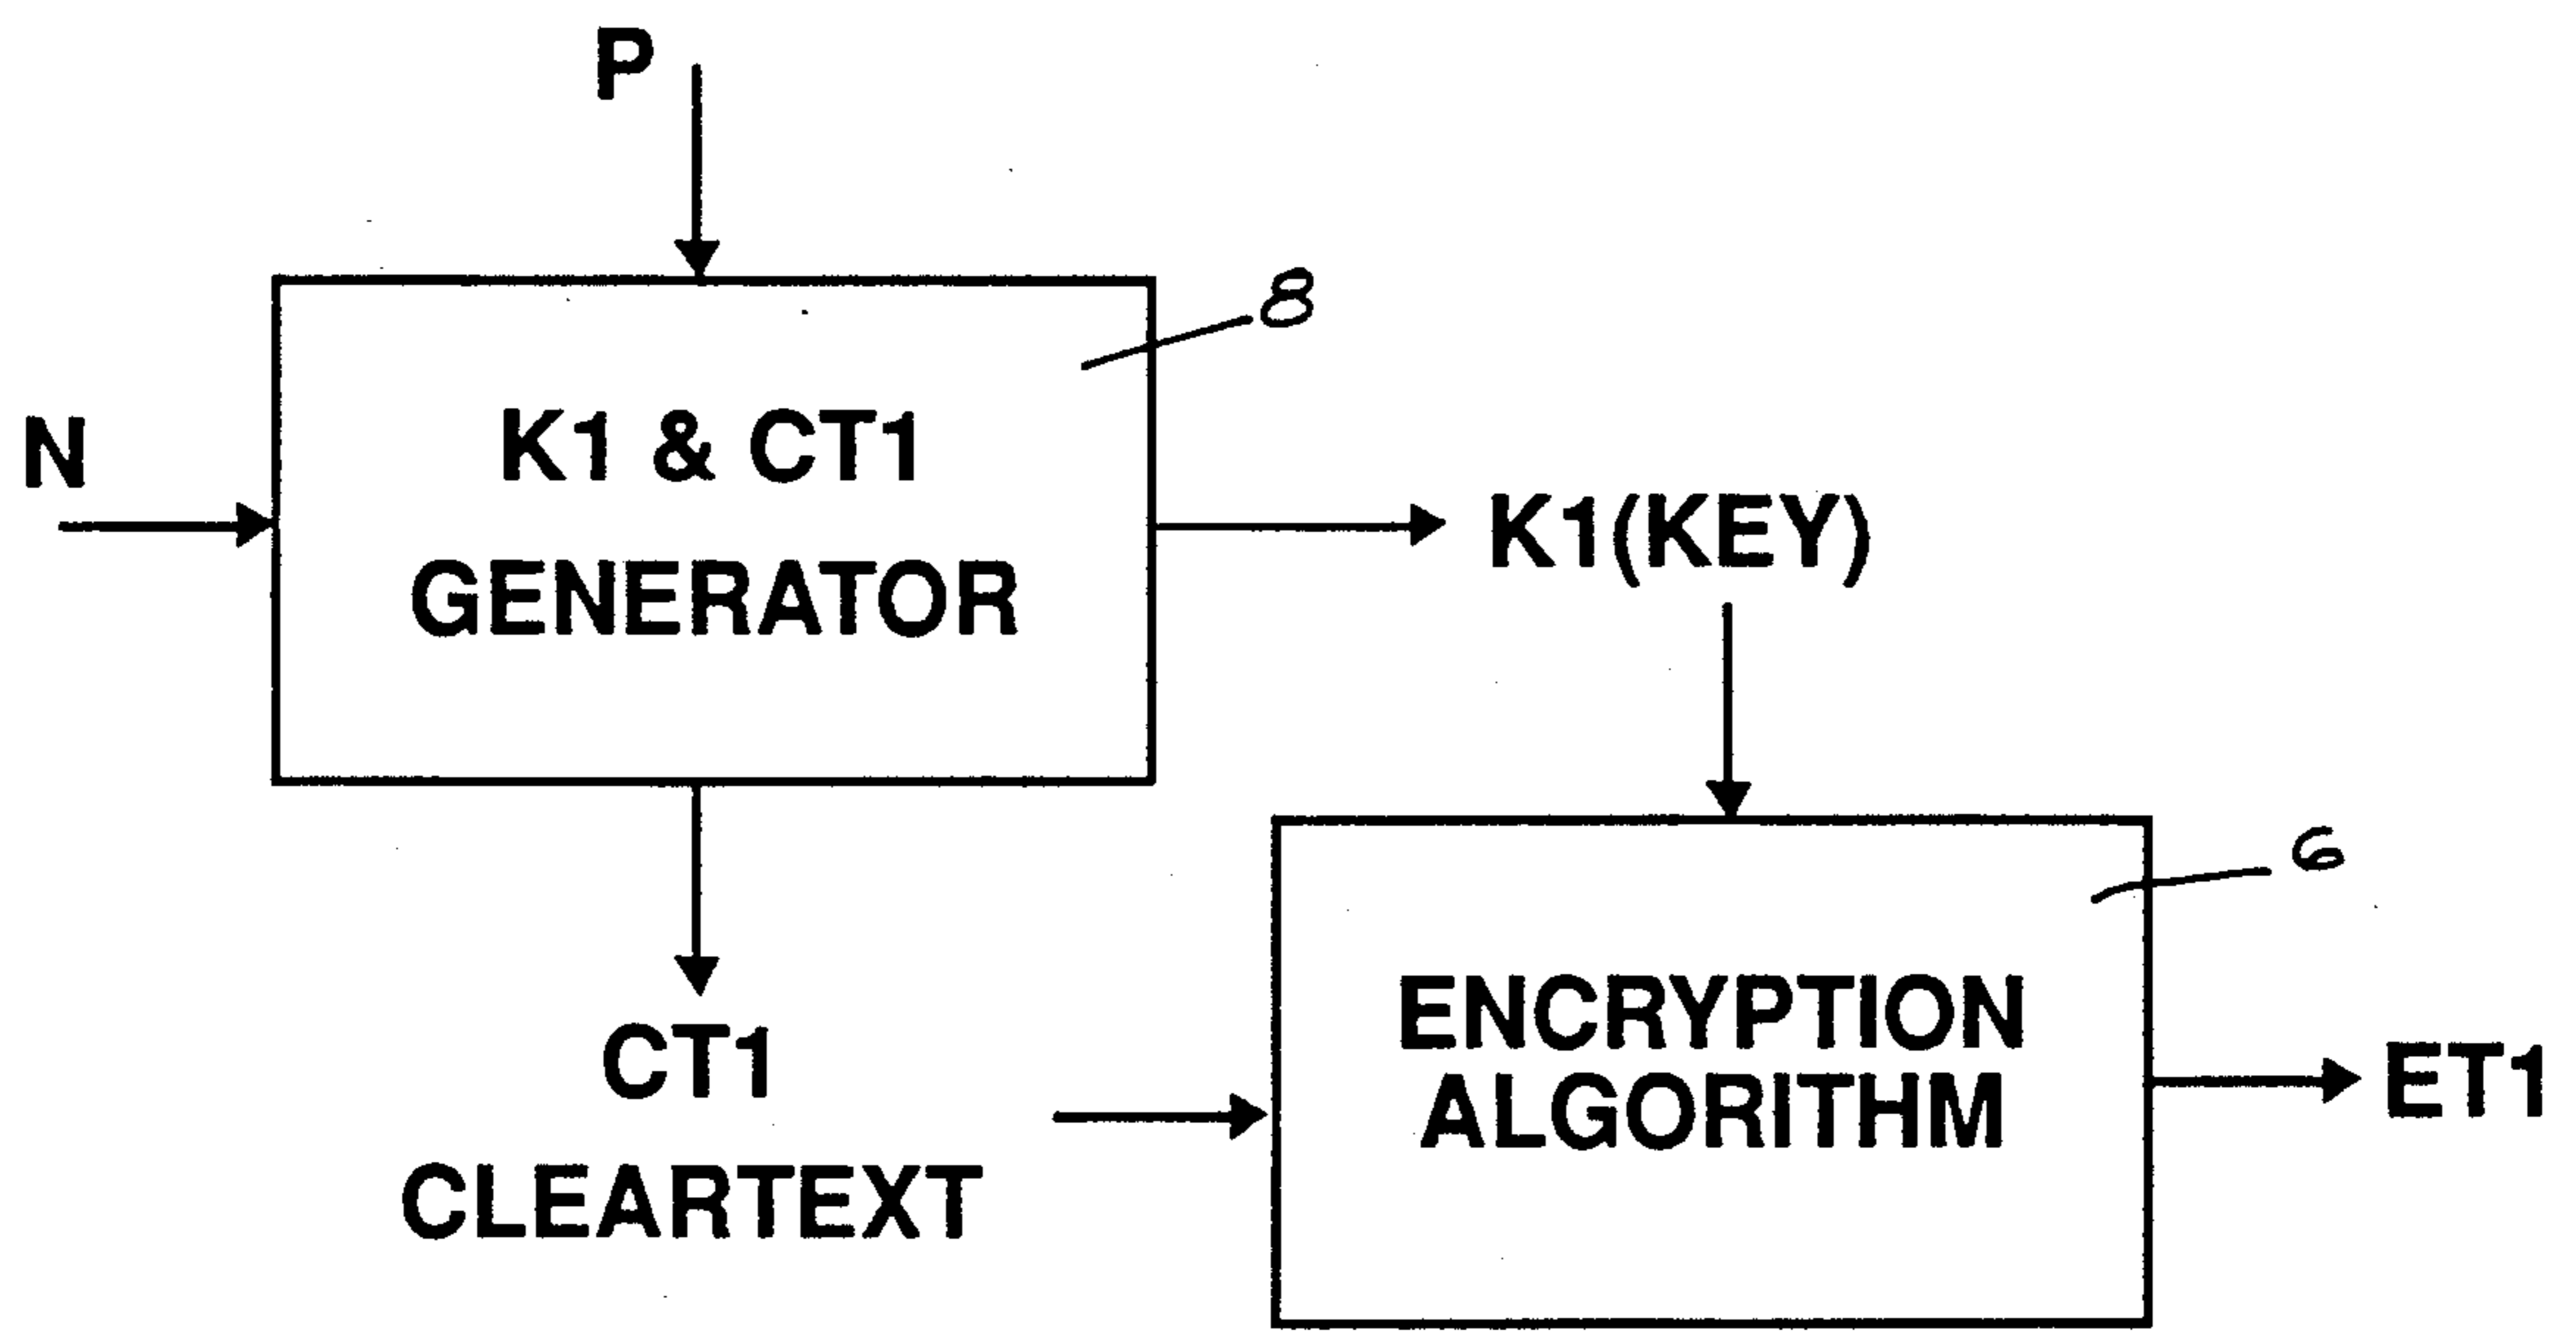 P
8
K1 & CT1
GENERATOR
N
K1(KEY)
6
ENCRYPTION
ALGORITHM
CT1
CLEARTEXT
ET1